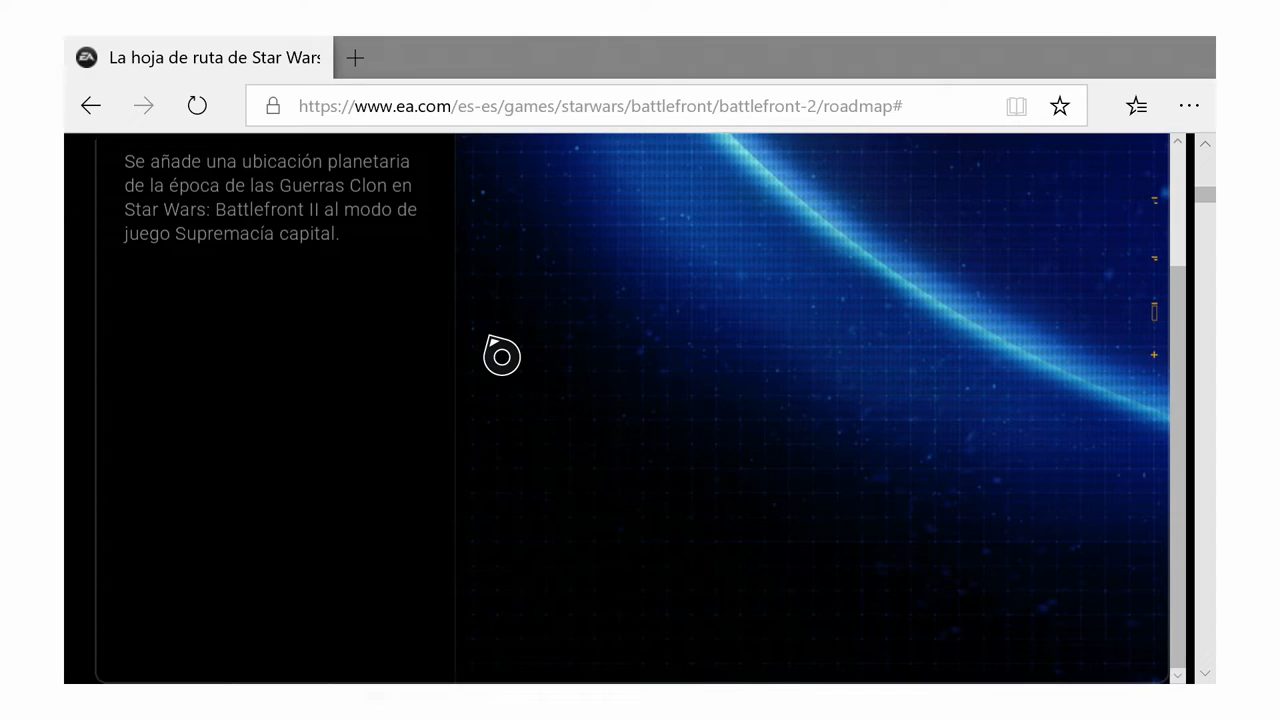 La hoja de ruta de Star Wars
https://www.ea.com/es-es/games/starwars/battlefront/battlefront-2/roadmap#
Se añade una ubicación planetaria
de la época de las Guerras Clon en
Star Wars: Battlefront II al modo de
juego Supremacía capital.